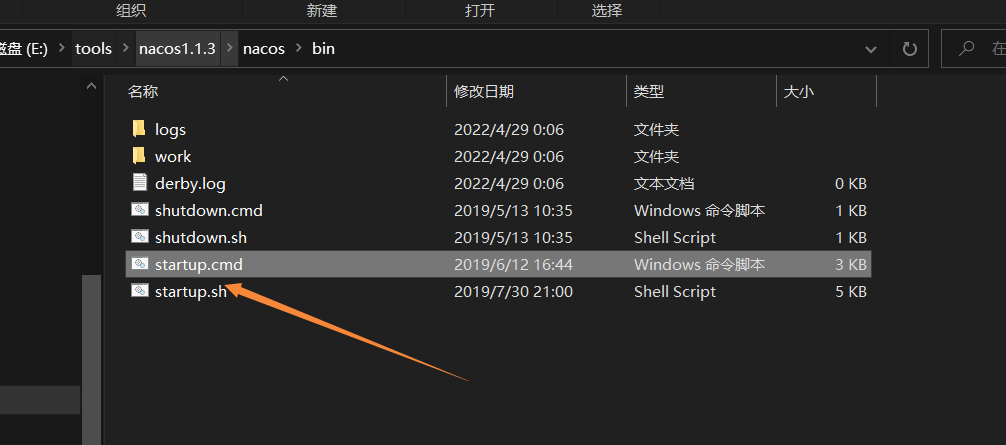 组织 新建 打开 选择
磁盘 (E:) > tools > nacos1.1.3 > nacos > bin
在
名称 修改日期 类型 大小
logs 2022/4/29 0:06 文件夹
work 2022/4/29 0:06 文件夹
derby.log 2022/4/29 0:06 文本文档 0 KB
shutdown.cmd 2019/5/13 10:35 Windows 命令脚本 1 KB
shutdown.sh 2019/5/13 10:35 Shell Script 1 KB
startup.cmd 2019/6/12 16:44 Windows 命令脚本 3 KB
startup.sh 2019/7/30 21:00 Shell Script 5 KB